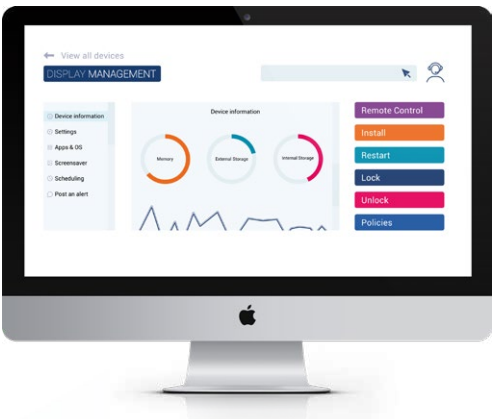 ← View all devices
DISPLAY MANAGEMENT
Device information
Settings
Apps & OS
Screensaver
Scheduling
Post an alert
Device information
Memory
External Storage
Internal Storage
Remote Control
Install
Restart
Lock
Unlock
Policies